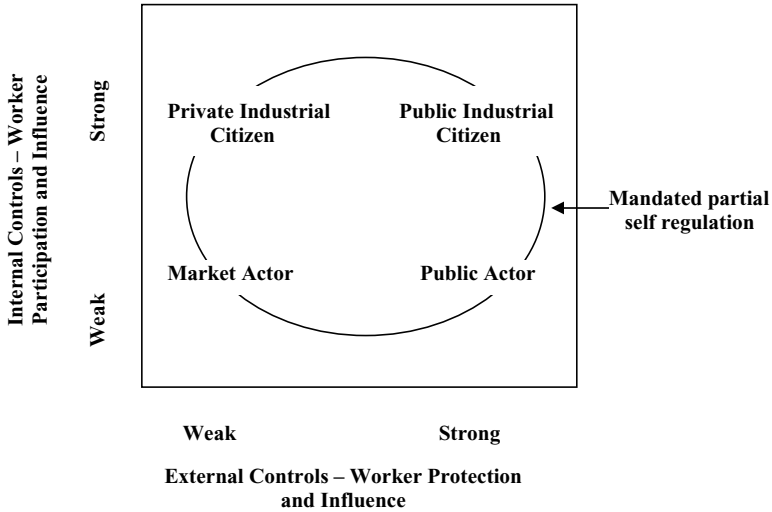 Internal Controls – Worker
Participation and Influence
Strong
Weak
Private Industrial
Citizen
Public Industrial
Citizen
Mandated partial
self regulation
Market Actor
Public Actor
Weak
Strong
External Controls – Worker Protection
and Influence